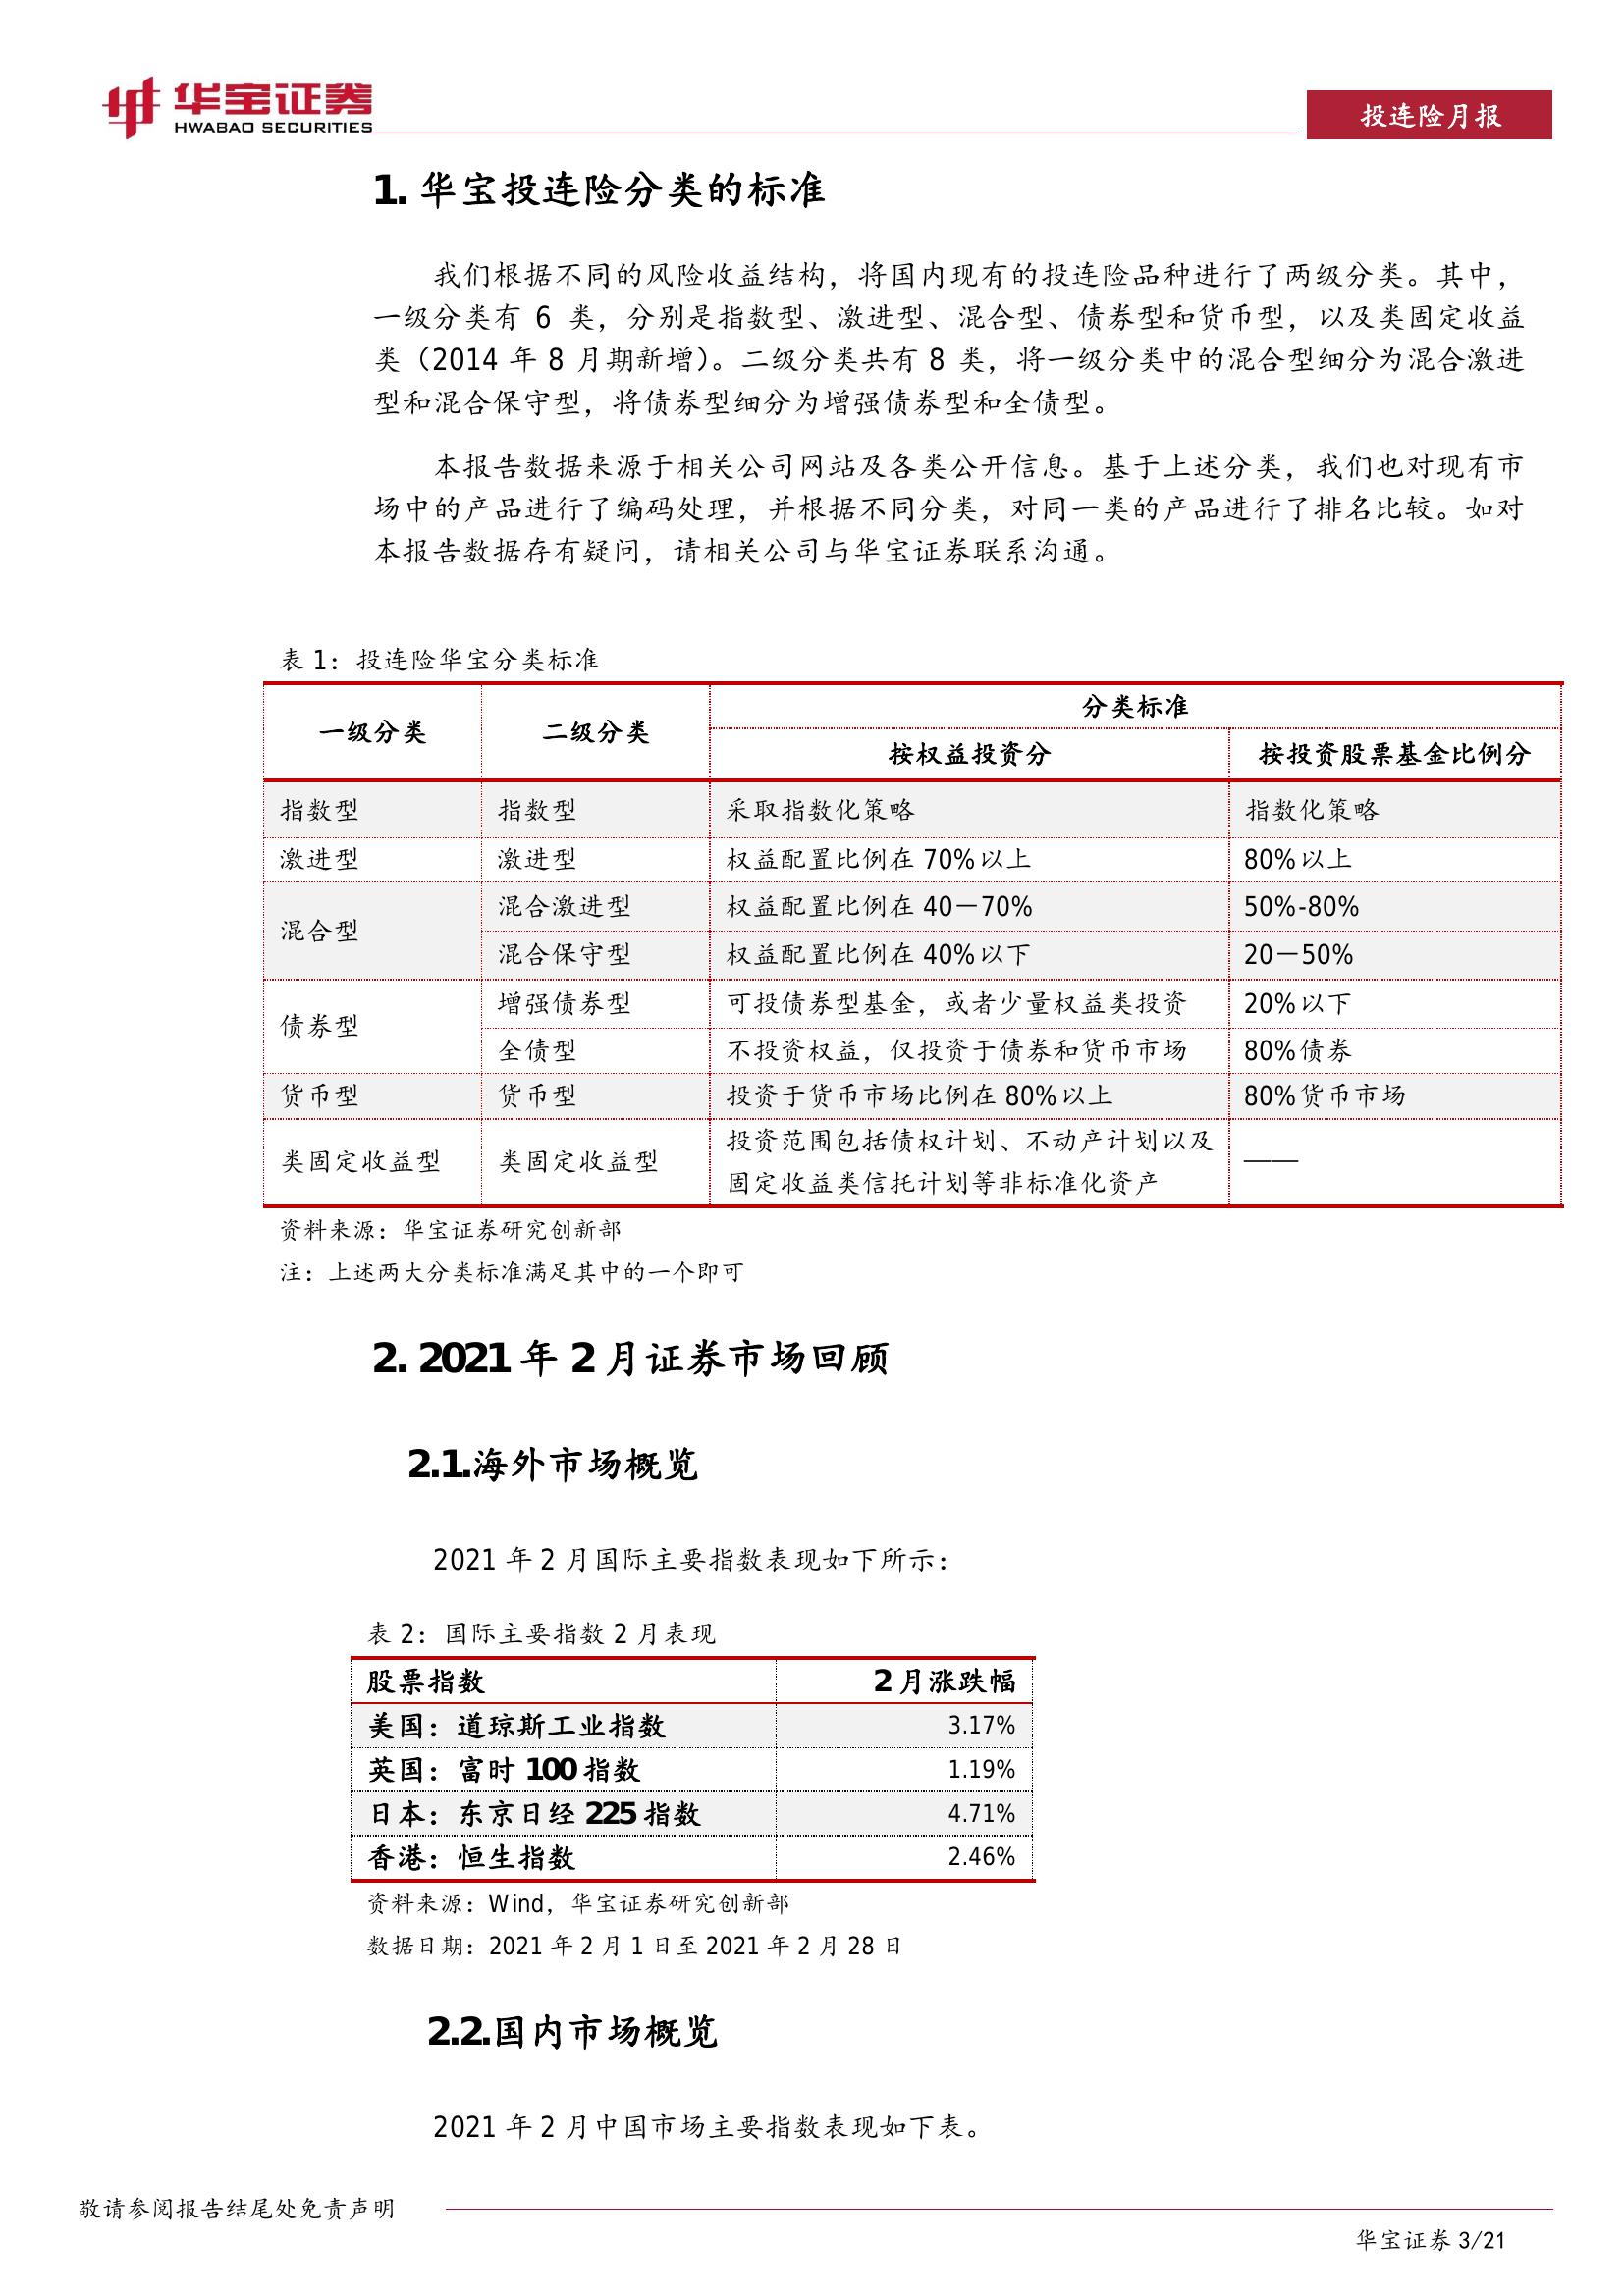 华宝证券
HWABAO SECURITIES
投连险月报
1. 华宝投连险分类的标准
我们根据不同的风险收益结构，将国内现有的投连险品种进行了两级分类。其中，
一级分类有 6 类，分别是指数型、激进型、混合型、债券型和货币型，以及类固定收益
类（2014 年 8 月期新增）。二级分类共有 8 类，将一级分类中的混合型细分为混合激进
型和混合保守型，将债券型细分为增强债券型和全债型。
本报告数据来源于相关公司网站及各类公开信息。基于上述分类，我们也对现有市
场中的产品进行了编码处理，并根据不同分类，对同一类的产品进行了排名比较。如对
本报告数据存有疑问，请相关公司与华宝证券联系沟通。
表 1：投连险华宝分类标准
一级分类 二级分类 分类标准
按权益投资分 按投资股票基金比例分
指数型 指数型 采取指数化策略 指数化策略
激进型 激进型 权益配置比例在 70%以上 80%以上
混合型 混合激进型 权益配置比例在 40－70% 50%-80%
混合保守型 权益配置比例在 40%以下 20－50%
债券型 增强债券型 可投债券型基金，或者少量权益类投资 20%以下
全债型 不投资权益，仅投资于债券和货币市场 80%债券
货币型 货币型 投资于货币市场比例在 80%以上 80%货币市场
类固定收益型 类固定收益型 投资范围包括债权计划、不动产计划以及 ——
固定收益类信托计划等非标准化资产
资料来源：华宝证券研究创新部
注：上述两大分类标准满足其中的一个即可
2. 2021 年 2 月证券市场回顾
2.1.海外市场概览
2021 年 2 月国际主要指数表现如下所示：
表 2：国际主要指数 2 月表现
股票指数 2 月涨跌幅
美国：道琼斯工业指数 3.17%
英国：富时 100 指数 1.19%
日本：东京日经 225 指数 4.71%
香港：恒生指数 2.46%
资料来源：Wind，华宝证券研究创新部
数据日期：2021 年 2 月 1 日至 2021 年 2 月 28 日
2.2.国内市场概览
2021 年 2 月中国市场主要指数表现如下表。
敬请参阅报告结尾处免责声明
华宝证券 3/21